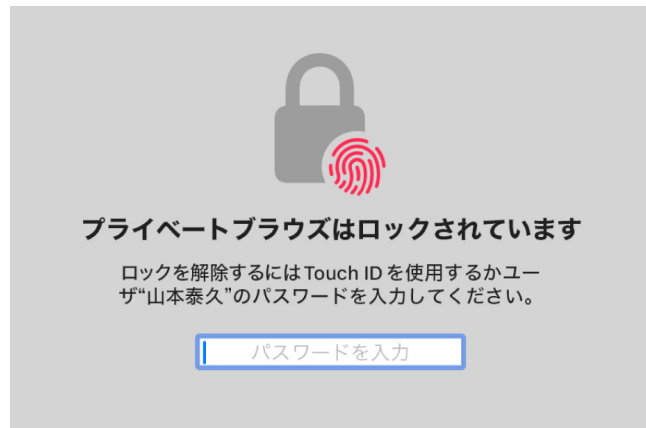 プライベートブラウズはロックされています
ロックを解除するにはTouch IDを使用するかユー
ザ“山本泰久”のパスワードを入力してください。
パスワードを入力